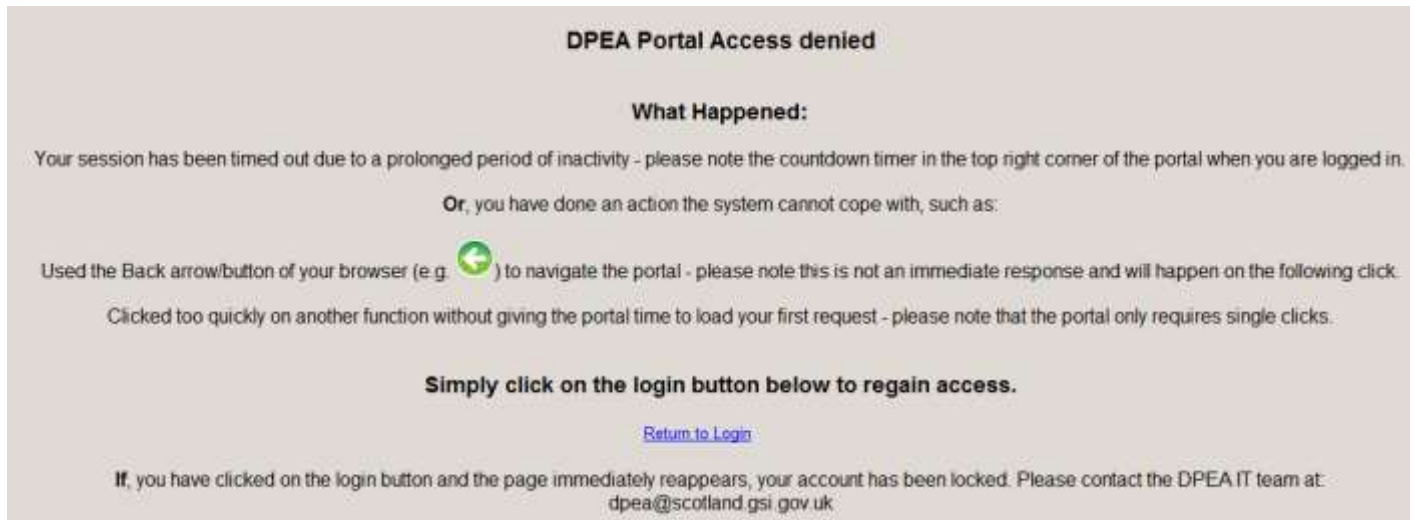 DPEA Portal Access denied
What Happened:
Your session has been timed out due to a prolonged period of inactivity - please note the countdown timer in the top right corner of the portal when you are logged in.
Or, you have done an action the system cannot cope with, such as:
Used the Back arrow/button of your browser (e.g. ) to navigate the portal - please note this is not an immediate response and will happen on the following click.
Clicked too quickly on another function without giving the portal time to load your first request - please note that the portal only requires single clicks.
Simply click on the login button below to regain access.
Return to Login
If, you have clicked on the login button and the page immediately reappears, your account has been locked. Please contact the DPEA IT team at:
dpea@scotland.gsi.gov.uk